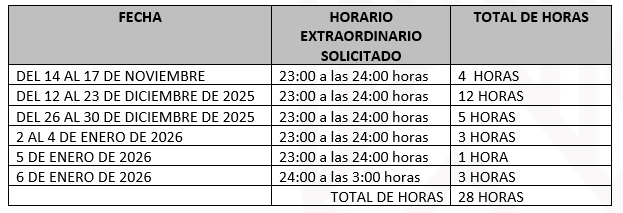 FECHA HORARIO EXTRAORDINARIO SOLICITADO TOTAL DE HORAS
DEL 14 AL 17 DE NOVIEMBRE 23:00 a las 24:00 horas 4 HORAS
DEL 12 AL 23 DE DICIEMBRE DE 2025 23:00 a las 24:00 horas 12 HORAS
DEL 26 AL 30 DE DICIEMBRE DE 2025 23:00 a las 24:00 horas 5 HORAS
2 AL 4 DE ENERO DE 2026 23:00 a las 24:00 horas 3 HORAS
5 DE ENERO DE 2026 23:00 a las 24:00 horas 1 HORA
6 DE ENERO DE 2026 24:00 a las 3:00 horas 3 HORAS
TOTAL DE HORAS 28 HORAS